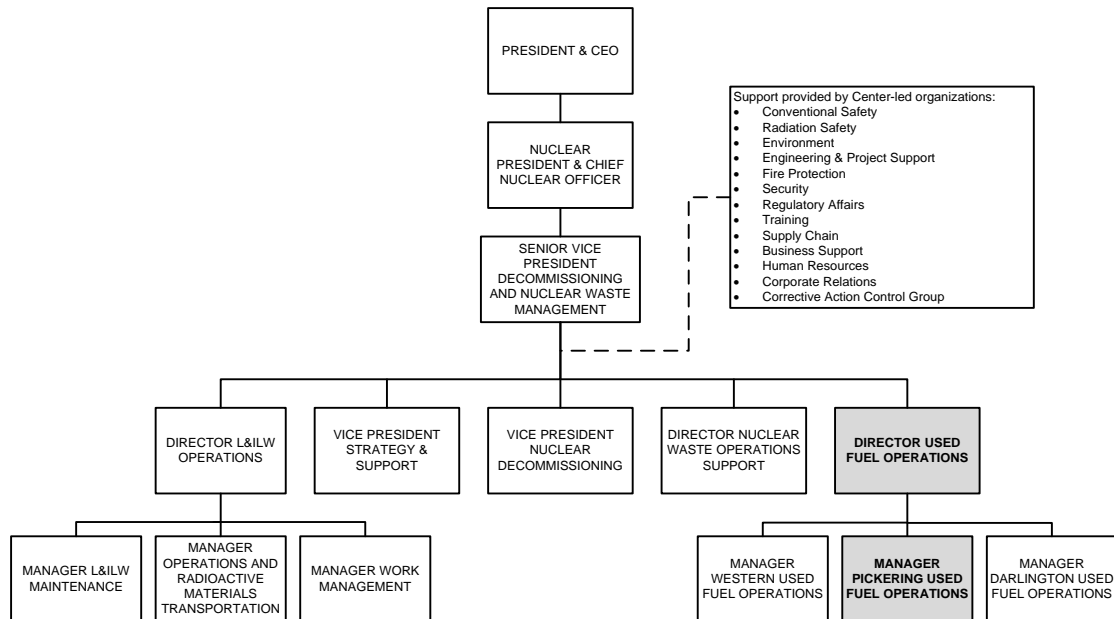 PRESIDENT & CEO
Support provided by Center-led organizations:
• Conventional Safety
• Radiation Safety
• Environment
• Engineering & Project Support
• Fire Protection
• Security
• Regulatory Affairs
• Training
• Supply Chain
• Business Support
• Human Resources
• Corporate Relations
• Corrective Action Control Group
NUCLEAR
PRESIDENT & CHIEF
NUCLEAR OFFICER
SENIOR VICE
PRESIDENT
DECOMMISSIONING
AND NUCLEAR WASTE
MANAGEMENT
DIRECTOR L&ILW
OPERATIONS
VICE PRESIDENT
STRATEGY &
SUPPORT
VICE PRESIDENT
NUCLEAR
DECOMMISSIONING
DIRECTOR NUCLEAR
WASTE OPERATIONS
SUPPORT
DIRECTOR USED
FUEL OPERATIONS
MANAGER L&ILW
MAINTENANCE
MANAGER
OPERATIONS AND
RADIOACTIVE
MATERIALS
TRANSPORTATION
MANAGER WORK
MANAGEMENT
MANAGER
WESTERN USED
FUEL OPERATIONS
MANAGER
PICKERING USED
FUEL OPERATIONS
MANAGER
DARLINGTON USED
FUEL OPERATIONS